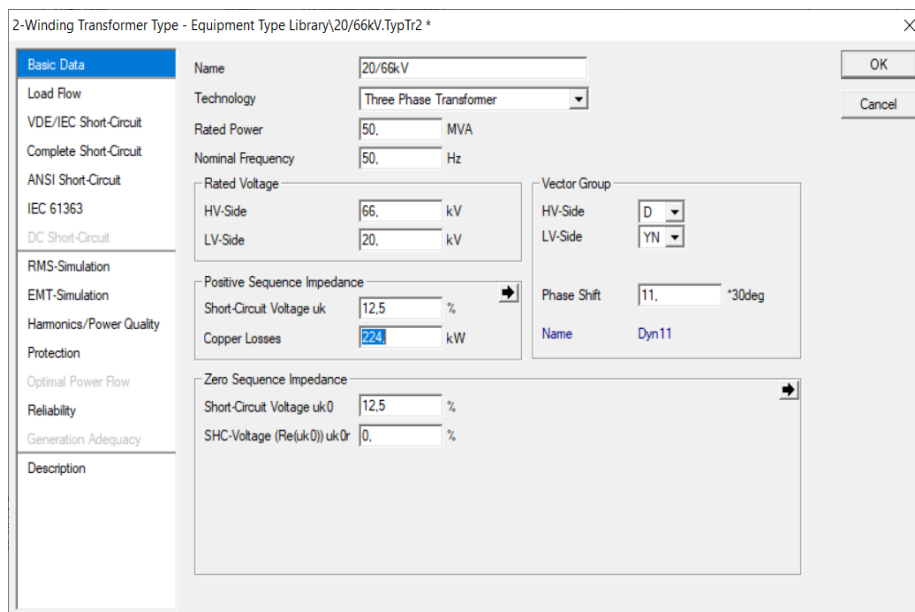 2-Winding Transformer Type - Equipment Type Library\20/66kV.TypTr2 *
Basic Data
Load Flow
VDE/IEC Short-Circuit
Complete Short-Circuit
ANSI Short-Circuit
IEC 61363
DC Short-Circuit
RMS-Simulation
EMT-Simulation
Harmonics/Power Quality
Protection
Optimal Power Flow
Reliability
Generation Adequacy
Description
Name 20/66kV
Technology Three Phase Transformer
Rated Power 50, MVA
Nominal Frequency 50, Hz
Rated Voltage
HV-Side 66, kV
LV-Side 20, kV
Vector Group
HV-Side D
LV-Side YN
Phase Shift 11, *30deg
Name Dyn11
Positive Sequence Impedance
Short-Circuit Voltage uk 12,5 %
Copper Losses 224, kW
Zero Sequence Impedance
Short-Circuit Voltage uk0 12,5 %
SHC-Voltage (Re(uk0)) uk0r 0, %
OK
Cancel